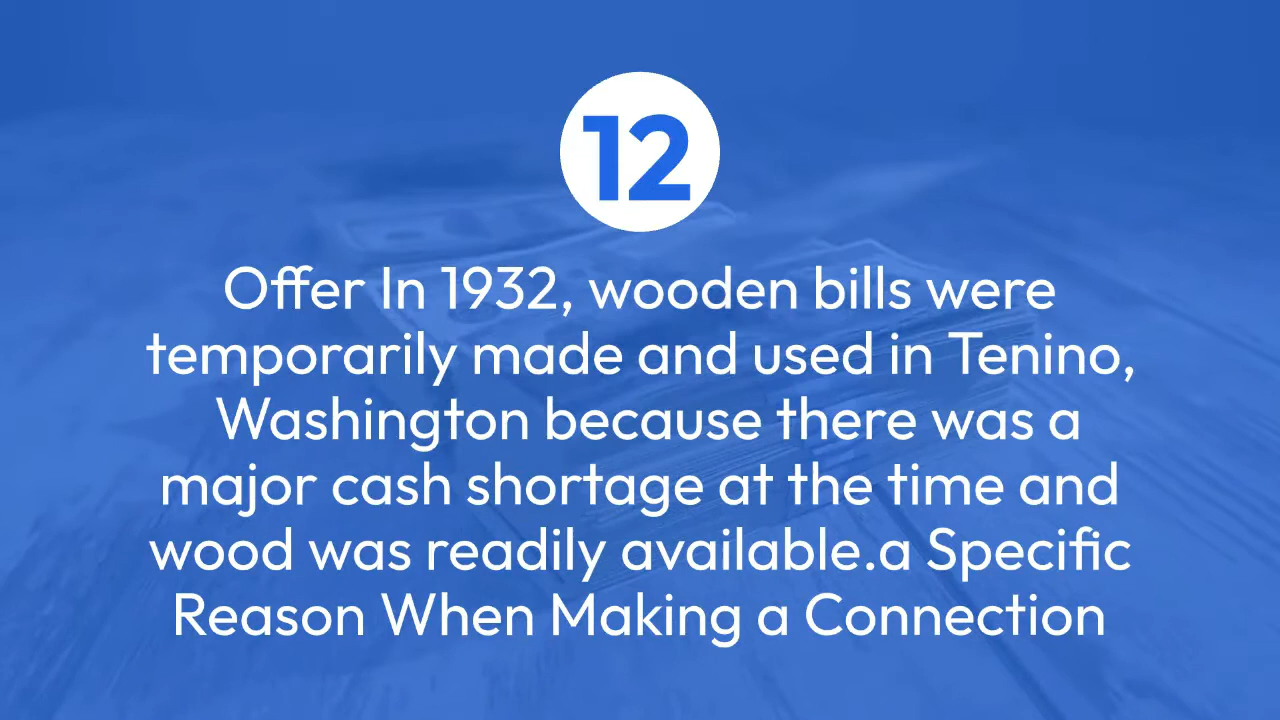 12
Offer In 1932, wooden bills were
temporarily made and used in Tenino,
Washington because there was a
major cash shortage at the time and
wood was readily available.a Specific
Reason When Making a Connection